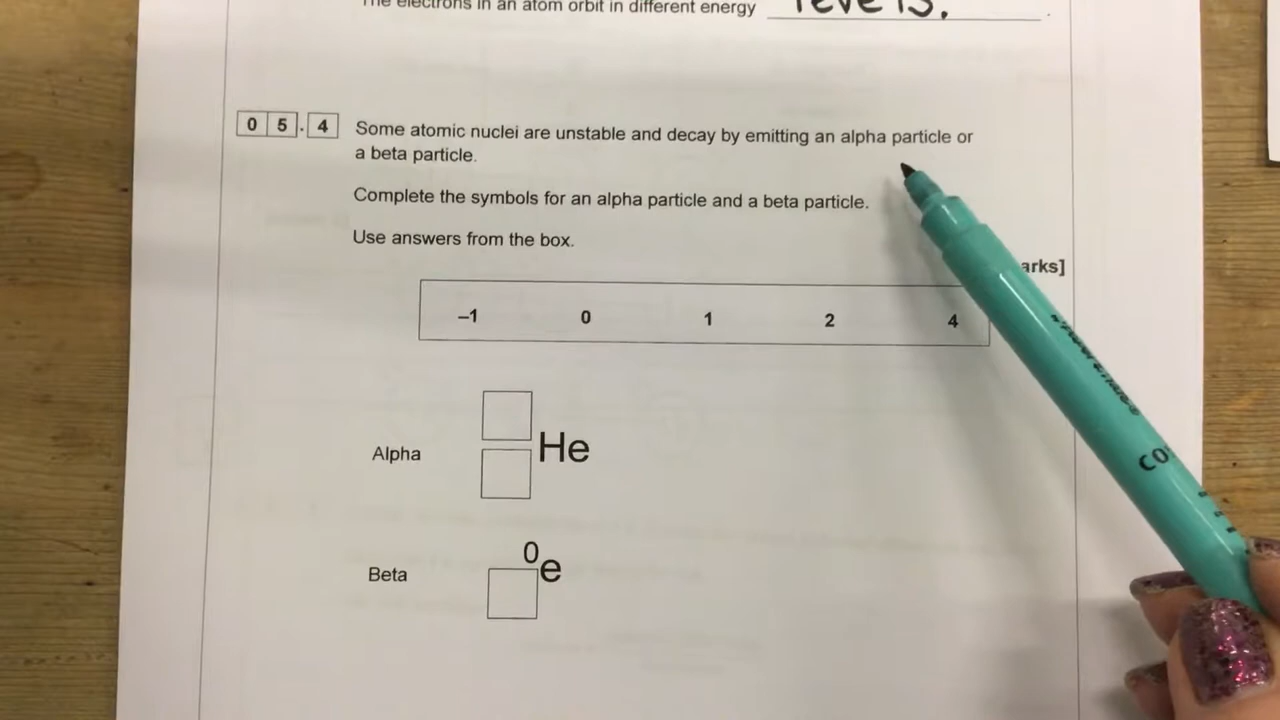 The electrons in an atom orbit in different energy levels.
0 5 . 4 Some atomic nuclei are unstable and decay by emitting an alpha particle or
a beta particle.
Complete the symbols for an alpha particle and a beta particle.
Use answers from the box.
arks]
–1 0 1 2 4
Alpha He
Beta 0 e